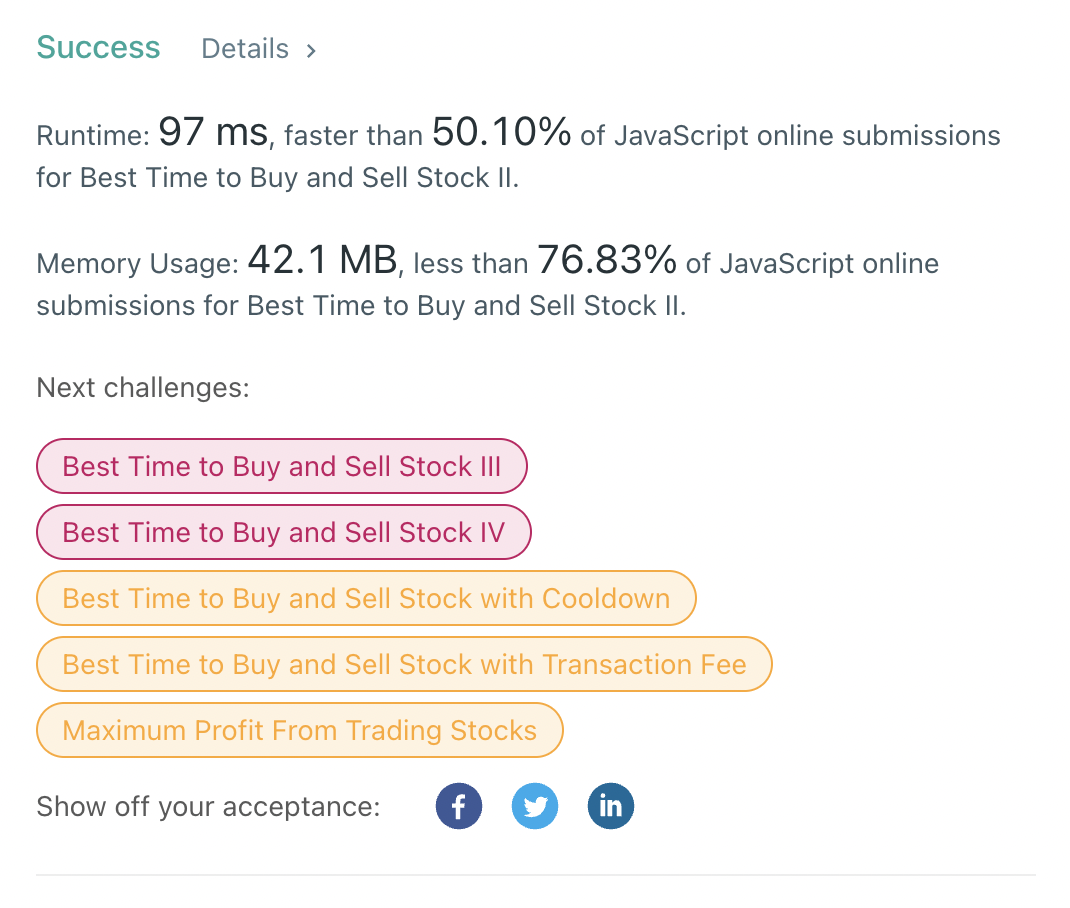 Success Details >
Runtime: 97 ms, faster than 50.10% of JavaScript online submissions
for Best Time to Buy and Sell Stock II.
Memory Usage: 42.1 MB, less than 76.83% of JavaScript online
submissions for Best Time to Buy and Sell Stock II.
Next challenges:
Best Time to Buy and Sell Stock III
Best Time to Buy and Sell Stock IV
Best Time to Buy and Sell Stock with Cooldown
Best Time to Buy and Sell Stock with Transaction Fee
Maximum Profit From Trading Stocks
Show off your acceptance: f in